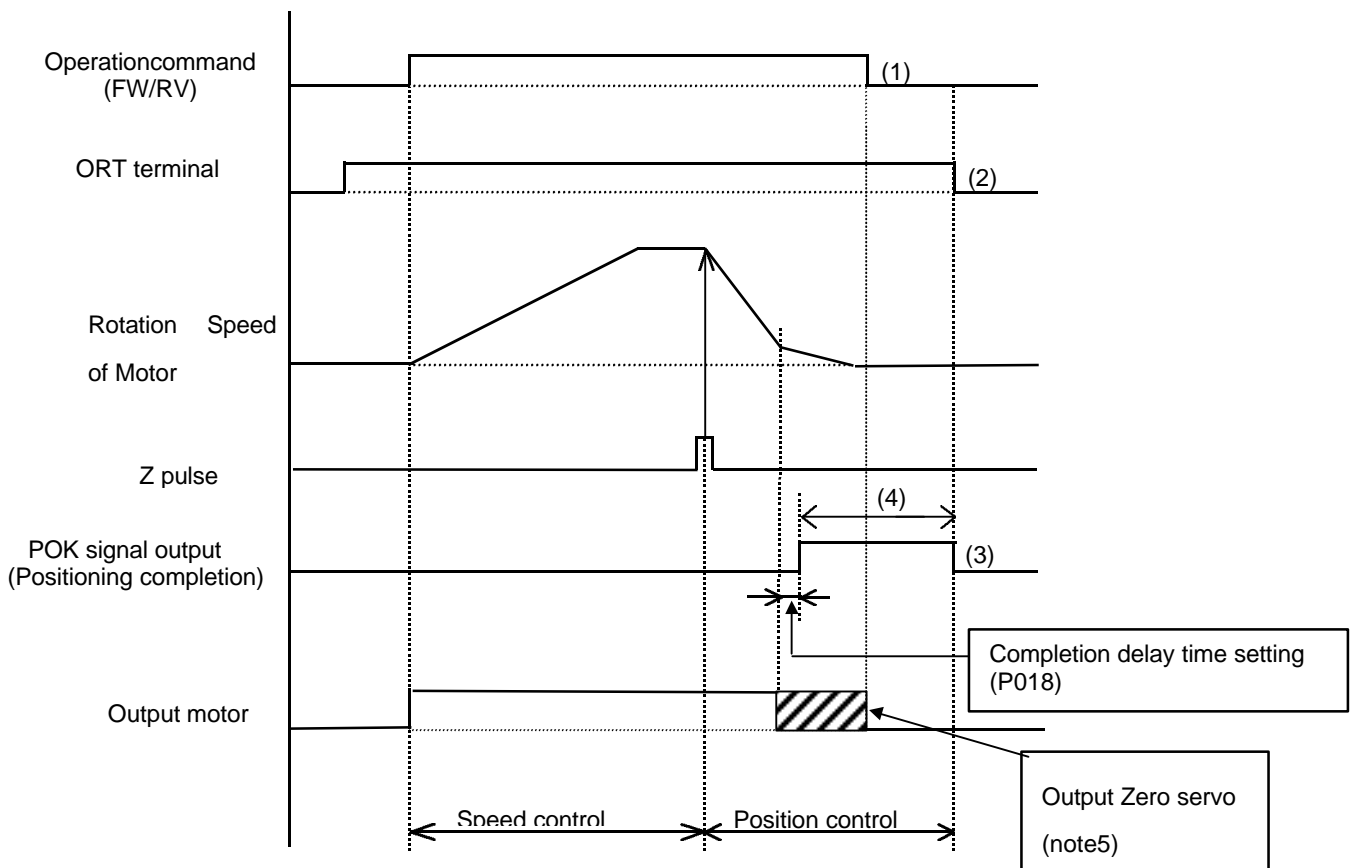 Operationcommand
(FW/RV)
(1)
ORT terminal
(2)
Rotation Speed
of Motor
Z pulse
(4)
POK signal output
(Positioning completion)
(3)
Completion delay time setting
(P018)
Output motor
Output Zero servo
(note5)
Speed control
Position control